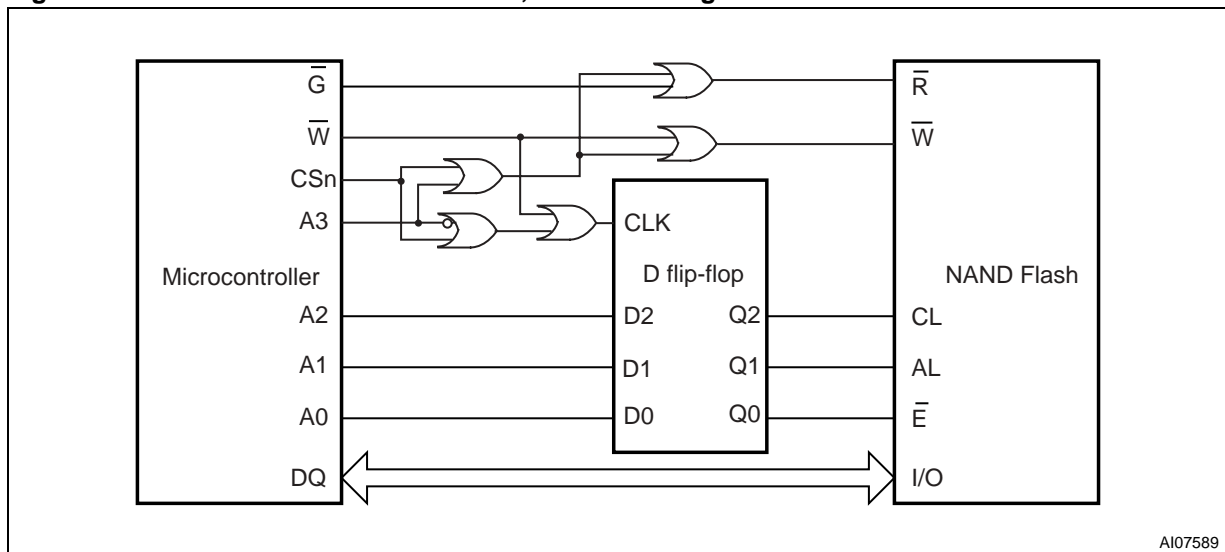 G̅ R̅
W̅ W̅
CSn
A3 CLK
Microcontroller D flip-flop NAND Flash
A2 D2 Q2 CL
A1 D1 Q1 AL
A0 D0 Q0 E̅
DQ I/O
AI07589